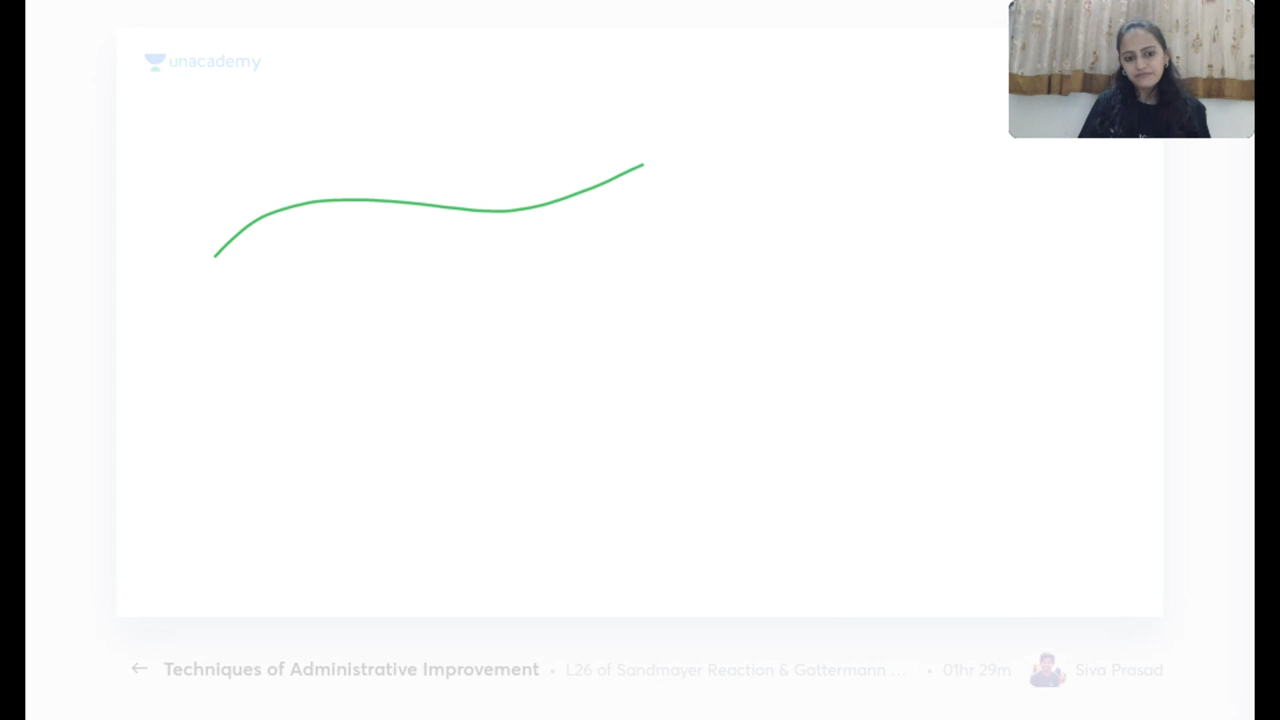 unacademy
← Techniques of Administrative Improvement • L26 of Sandmayer Reaction & Gattermann ... • 01hr 29m Siva Prasad